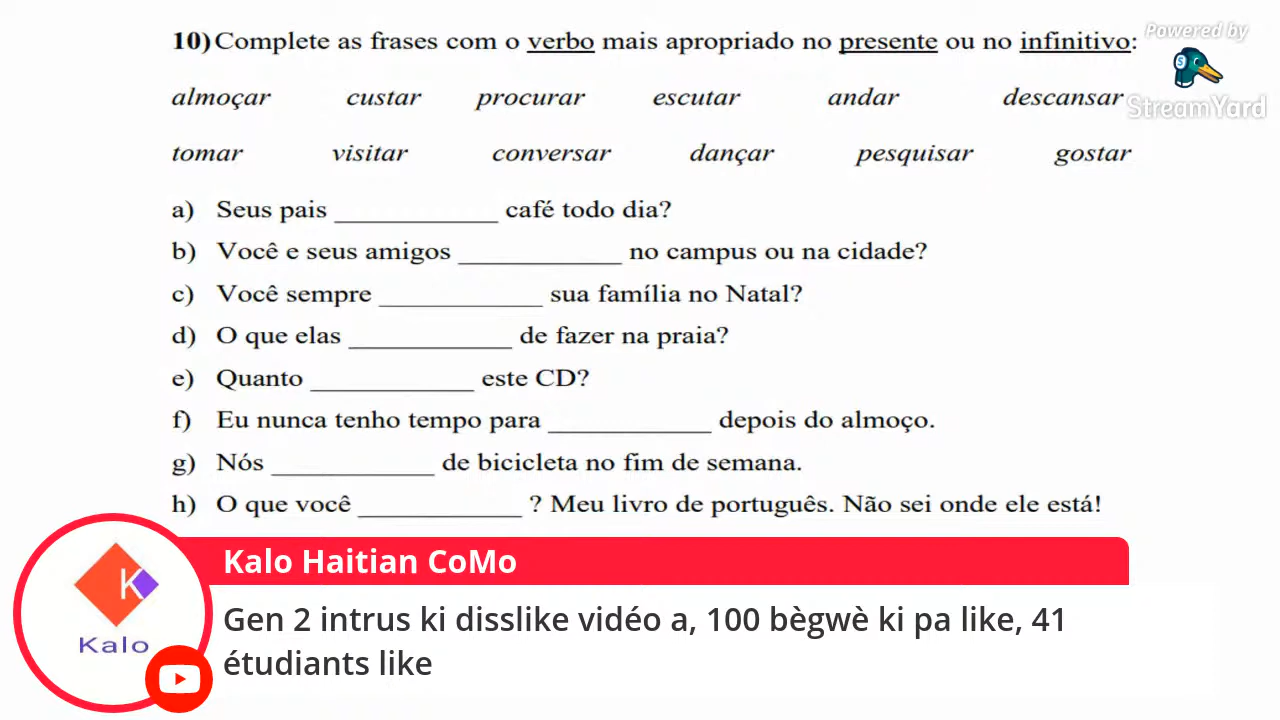 10) Complete as frases com o verbo mais apropriado no presente ou no infinitivo:
Powered by
StreamYard
almoçar custar procurar escutar andar descansar
tomar visitar conversar dançar pesquisar gostar
a) Seus pais ____________ café todo dia?
b) Você e seus amigos ____________ no campus ou na cidade?
c) Você sempre ____________ sua família no Natal?
d) O que elas ____________ de fazer na praia?
e) Quanto ____________ este CD?
f) Eu nunca tenho tempo para ____________ depois do almoço.
g) Nós ____________ de bicicleta no fim de semana.
h) O que você ____________ ? Meu livro de português. Não sei onde ele está!
K
Kalo
Kalo Haitian CoMo
Gen 2 intrus ki disslike vidéo a, 100 bègwè ki pa like, 41
étudiants like